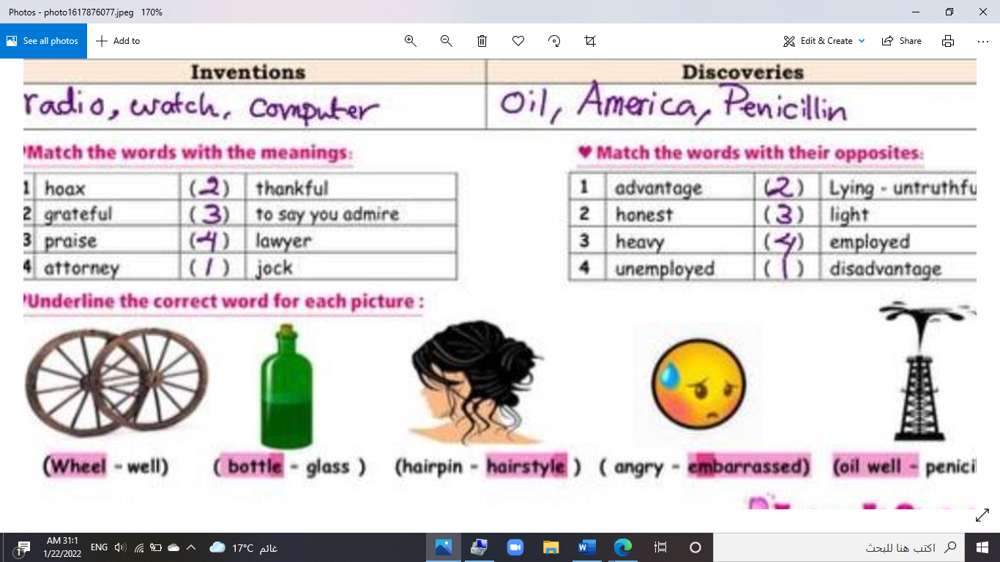 Photos - photo1617876077.jpeg 170%
See all photos
Add to
Edit & Create
Share
Inventions
Discoveries
radio, watch, computer
Oil, America, Penicillin
Match the words with the meanings:
1 hoax (2) thankful
2 grateful (3) to say you admire
3 praise (4) lawyer
4 attorney (1) jock
♥ Match the words with their opposites:
1 advantage (2) Lying - untruthfu
2 honest (3) light
3 heavy (4) employed
4 unemployed (1) disadvantage
Underline the correct word for each picture :
(Wheel - well) ( bottle - glass ) (hairpin - hairstyle ) ( angry - embarrassed) (oil well - penici
AM 31:1
1/22/2022
ENG
17°C غائم
اكتب هنا للبحث
1